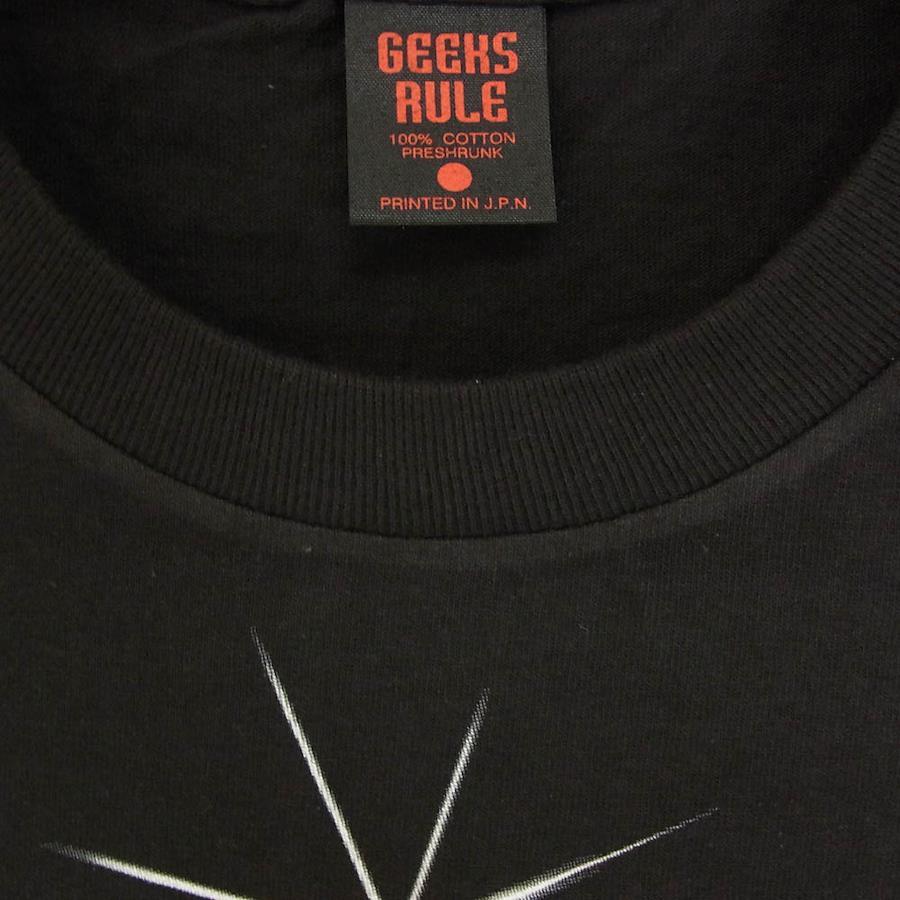 GEEKS
RULE
100% COTTON
PRESHRUNK
PRINTED IN J.P.N.